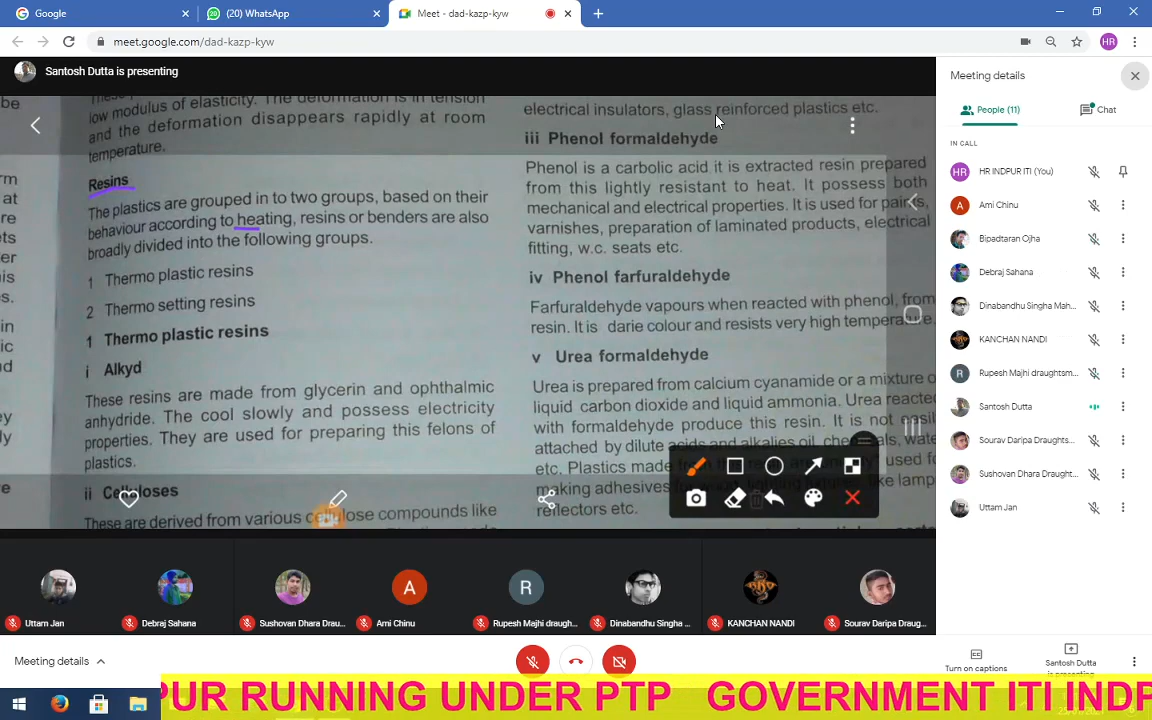 Google
(20) WhatsApp
Meet - dad-kazp-kyw
meet.google.com/dad-kazp-kyw
HR
Santosh Dutta is presenting
low modulus of elasticity. The deformation is in tension
and the deformation disappears rapidly at room
temperature.
Resins
The plastics are grouped in to two groups, based on their
behaviour according to heating, resins or benders are also
broadly divided into the following groups.
1 Thermo plastic resins
2 Thermo setting resins
1 Thermo plastic resins
i Alkyd
These resins are made from glycerin and ophthalmic
anhydride. The cool slowly and possess electricity
properties. They are used for preparing this felons of
plastics.
ii Celluloses
These are derived from various cellulose compounds like
electrical insulators, glass reinforced plastics etc.
iii Phenol formaldehyde
Phenol is a carbolic acid it is extracted resin prepared
from this lightly resistant to heat. It possess both
mechanical and electrical properties. It is used for
varnishes, preparation of laminated products, electrical
fitting, w.c. seats etc.
iv Phenol farfuraldehyde
Farfuraldehyde vapours when reacted with phenol, from
resin. It is darie colour and resists very high
v Urea formaldehyde
Urea is prepared from calcium cyanamide or a mixture
liquid carbon dioxide and liquid ammonia. Urea
with formaldehyde produce this resin. It is not
attached by dilute acids and alkalies oil,
etc. Plastics made used
making adhesives
reflectors etc.
Uttam Jan
Debraj Sahana
Sushovan Dhara Drau...
A
Ami Chinu
R
Rupesh Majhi draugh...
Dinabandhu Singha ...
KANCHAN NANDI
Sourav Daripa Draug...
Meeting details
Meeting details
People (11)
Chat
IN CALL
HR HR INDPUR ITI (You)
A Ami Chinu
Bipadtaran Ojha
Debraj Sahana
Dinabandhu Singha Mah...
KANCHAN NANDI
R Rupesh Majhi draughtsm...
Santosh Dutta
Sourav Daripa Draughts...
Sushovan Dhara Draught...
Uttam Jan
Turn on captions
Santosh Dutta
is presenting
PUR RUNNING UNDER PTP GOVERNMENT ITI INDP